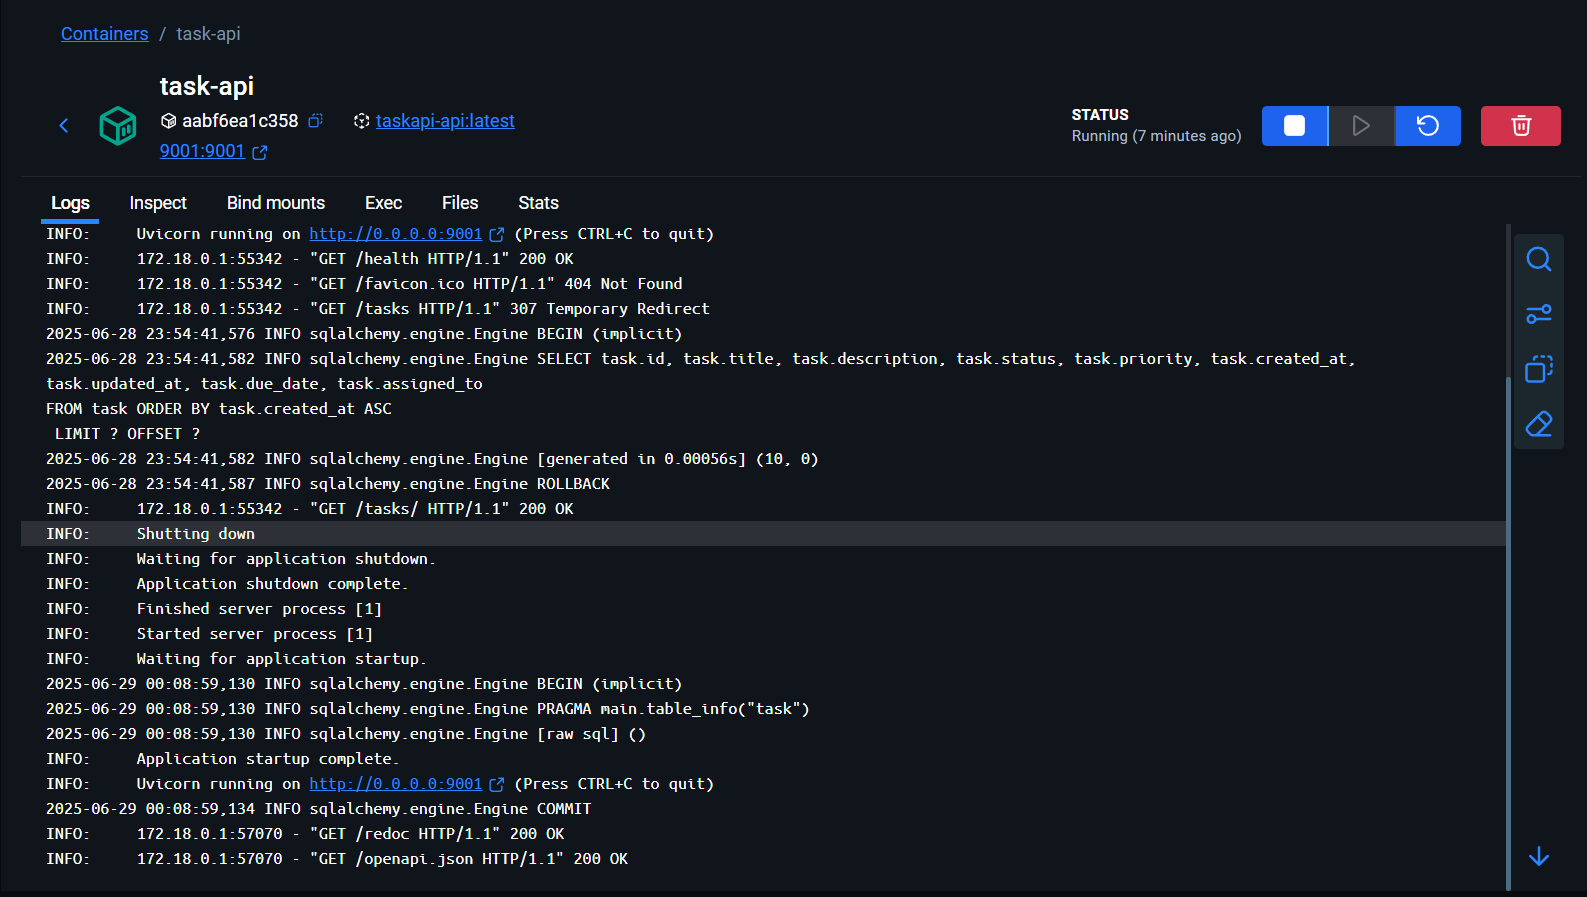 Containers / task-api
task-api
aabf6ea1c358 taskapi-api:latest
9001:9001
STATUS
Running (7 minutes ago)
Logs Inspect Bind mounts Exec Files Stats
INFO:     Uvicorn running on http://0.0.0.0:9001 (Press CTRL+C to quit)
INFO:     172.18.0.1:55342 - "GET /health HTTP/1.1" 200 OK
INFO:     172.18.0.1:55342 - "GET /favicon.ico HTTP/1.1" 404 Not Found
INFO:     172.18.0.1:55342 - "GET /tasks HTTP/1.1" 307 Temporary Redirect
2025-06-28 23:54:41,576 INFO sqlalchemy.engine.Engine BEGIN (implicit)
2025-06-28 23:54:41,582 INFO sqlalchemy.engine.Engine SELECT task.id, task.title, task.description, task.status, task.priority, task.created_at,
task.updated_at, task.due_date, task.assigned_to
FROM task ORDER BY task.created_at ASC
 LIMIT ? OFFSET ?
2025-06-28 23:54:41,582 INFO sqlalchemy.engine.Engine [generated in 0.00056s] (10, 0)
2025-06-28 23:54:41,587 INFO sqlalchemy.engine.Engine ROLLBACK
INFO:     172.18.0.1:55342 - "GET /tasks/ HTTP/1.1" 200 OK
INFO:     Shutting down
INFO:     Waiting for application shutdown.
INFO:     Application shutdown complete.
INFO:     Finished server process [1]
INFO:     Started server process [1]
INFO:     Waiting for application startup.
2025-06-29 00:08:59,130 INFO sqlalchemy.engine.Engine BEGIN (implicit)
2025-06-29 00:08:59,130 INFO sqlalchemy.engine.Engine PRAGMA main.table_info("task")
2025-06-29 00:08:59,130 INFO sqlalchemy.engine.Engine [raw sql] ()
INFO:     Application startup complete.
INFO:     Uvicorn running on http://0.0.0.0:9001 (Press CTRL+C to quit)
2025-06-29 00:08:59,134 INFO sqlalchemy.engine.Engine COMMIT
INFO:     172.18.0.1:57070 - "GET /redoc HTTP/1.1" 200 OK
INFO:     172.18.0.1:57070 - "GET /openapi.json HTTP/1.1" 200 OK